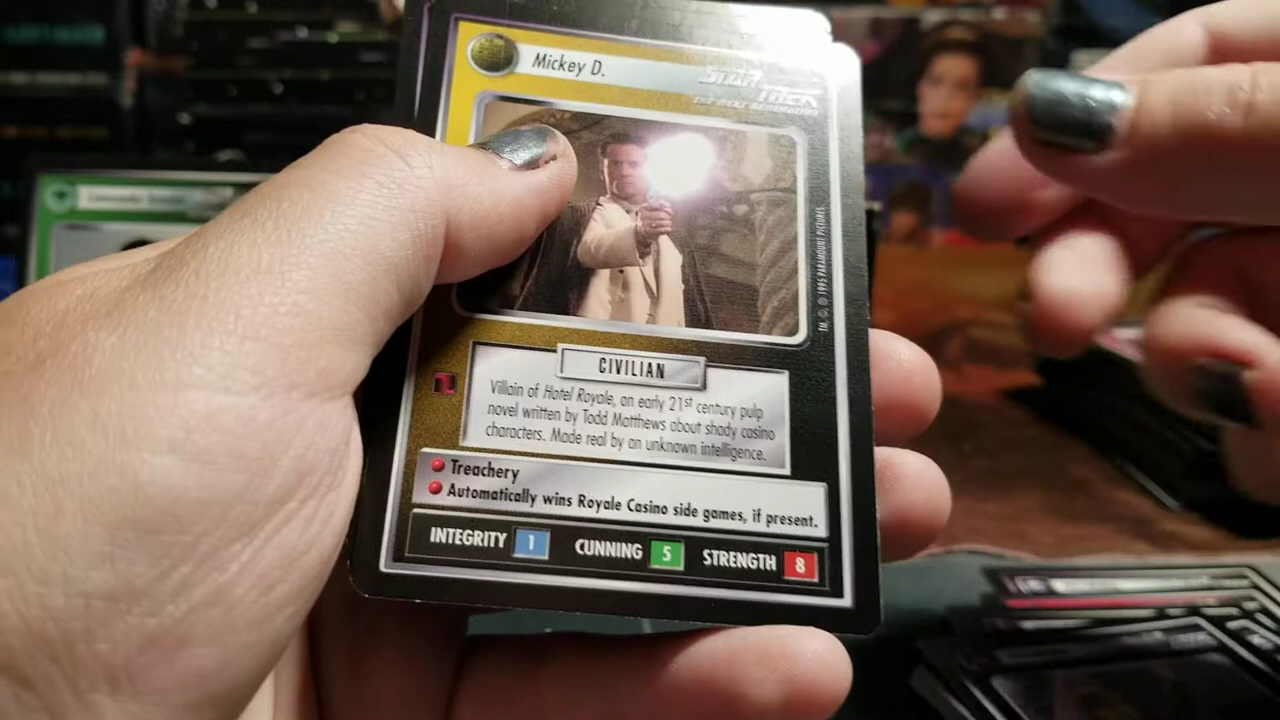 Mickey D.
STAR TREK
THE NEXT GENERATION
TM, ©, © 1995 PARAMOUNT PICTURES.
CIVILIAN
Villain of Hotel Royale, an early 21st century pulp
novel written by Todd Matthews about shady casino
characters. Made real by an unknown intelligence.
Treachery
Automatically wins Royale Casino side games, if present.
INTEGRITY 1 CUNNING 5 STRENGTH 8